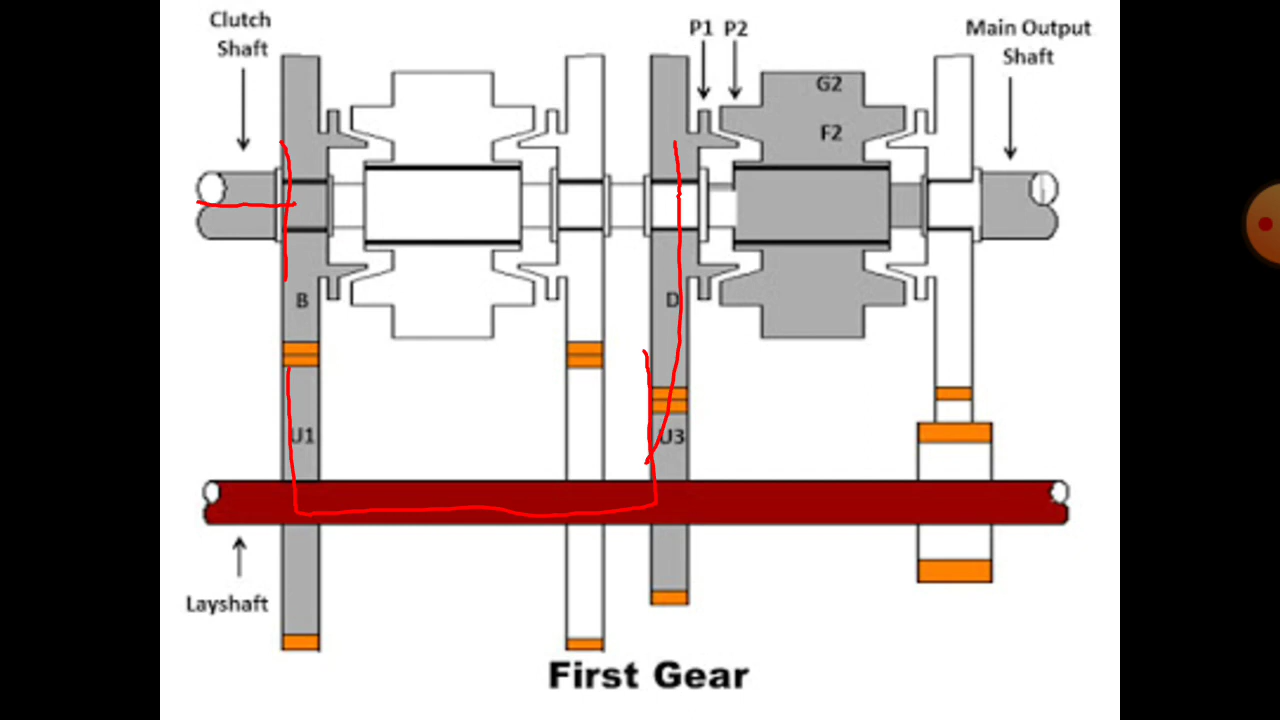 Clutch
Shaft
P1 P2
Main Output
Shaft
G2
F2
B
D
U1
U3
Layshaft
First Gear